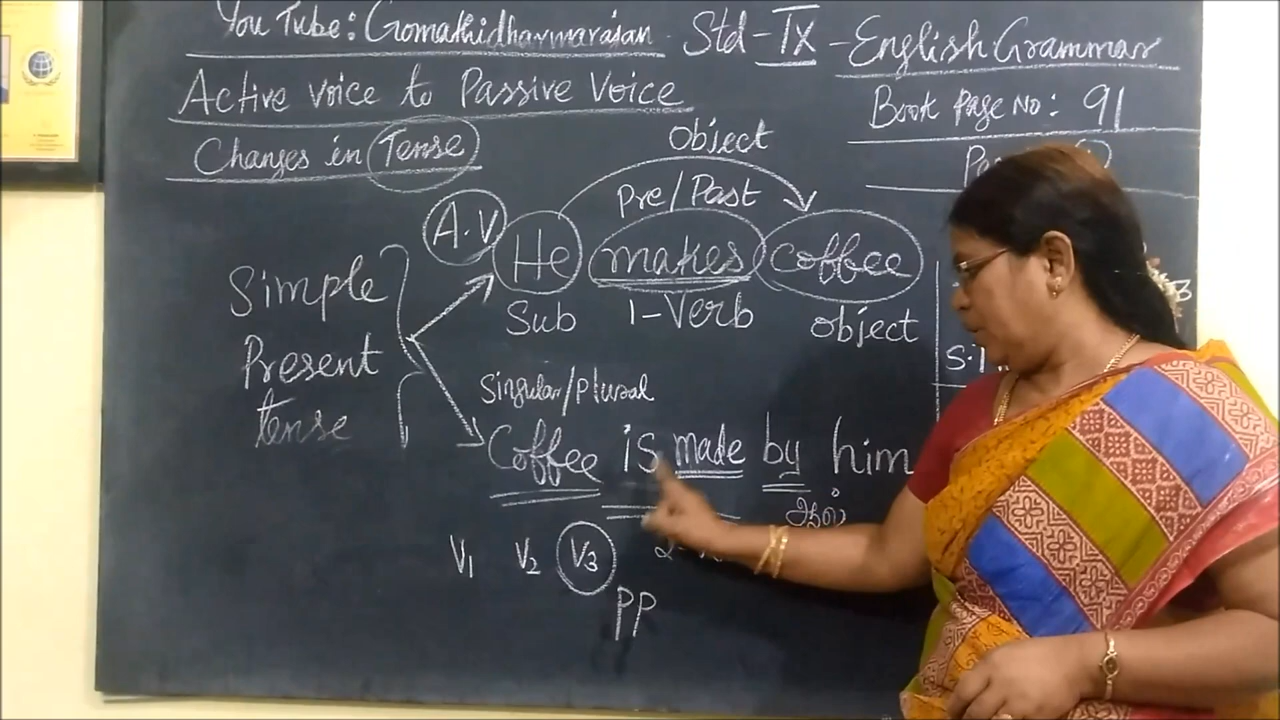 You Tube: Gomathidharmarasan Std - IX - English Grammar
Active voice to Passive Voice
Book Page No: 91
Changes in Tense
Object
Pre/Past
A.V He makes coffee
Sub 1-Verb object
Simple Present tense
Singular/Plural
Coffee is made by him
ஆல்
V1 V2 V3
PP